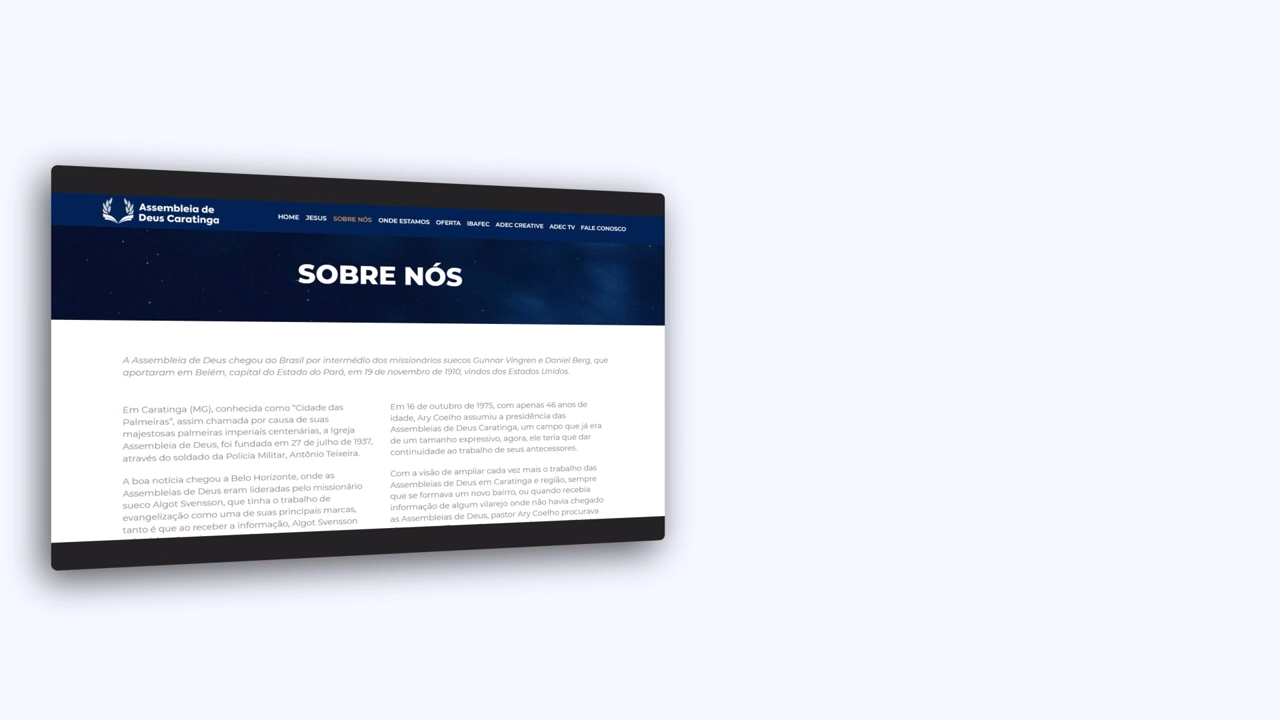 Assembleia de
Deus Caratinga
HOME JESUS SOBRE NÓS ONDE ESTAMOS OFERTA IBAFEC ADEC CREATIVE ADEC TV FALE CONOSCO
SOBRE NÓS
A Assembleia de Deus chegou ao Brasil por intermédio dos missionários suecos Gunnar Vingren e Daniel Berg, que
aportaram em Belém, capital do Estado do Pará, em 19 de novembro de 1910, vindos dos Estados Unidos.
Em Caratinga (MG), conhecida como “Cidade das
Palmeiras”, assim chamada por causa de suas
majestosas palmeiras imperiais centenárias, a Igreja
Assembleia de Deus, foi fundada em 27 de julho de 1937,
através do soldado da Polícia Militar, Antônio Teixeira.
A boa notícia chegou a Belo Horizonte, onde as
Assembleias de Deus eram lideradas pelo missionário
sueco Algot Svensson, que tinha o trabalho de
evangelização como uma de suas principais marcas,
tanto é que ao receber a informação, Algot Svensson
Em 16 de outubro de 1975, com apenas 46 anos de
idade, Ary Coelho assumiu a presidência das
Assembleias de Deus Caratinga, um campo que já era
de um tamanho expressivo, agora, ele teria que dar
continuidade ao trabalho de seus antecessores.
Com a visão de ampliar cada vez mais o trabalho das
Assembleias de Deus em Caratinga e região, sempre
que se formava um novo bairro, ou quando recebia
informação de algum vilarejo onde não havia chegado
as Assembleias de Deus, pastor Ary Coelho procurava